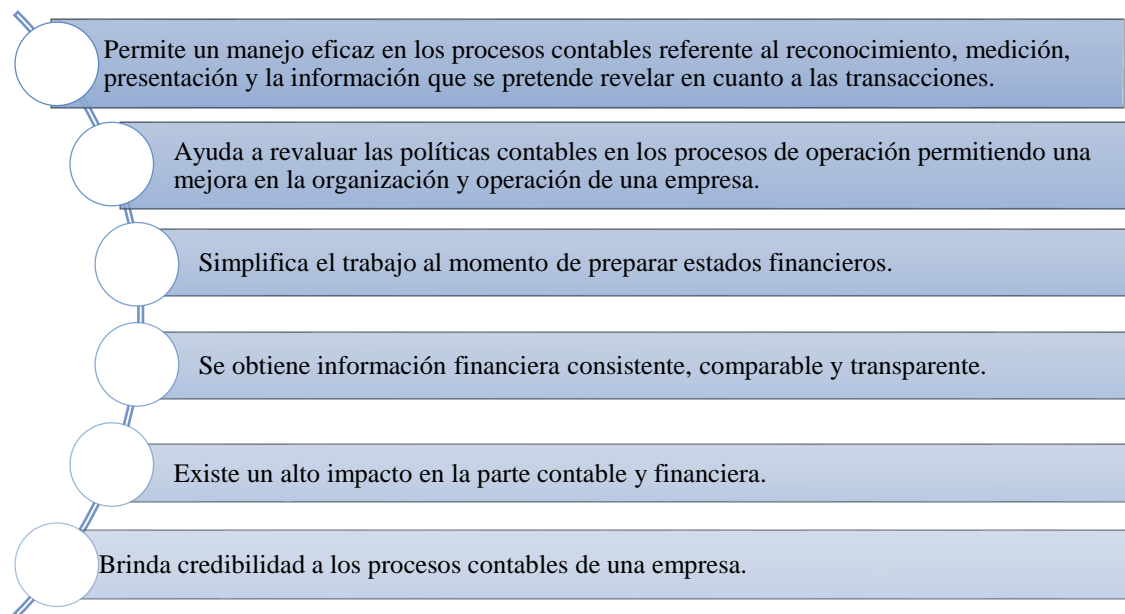 Permite un manejo eficaz en los procesos contables referente al reconocimiento, medición,
presentación y la información que se pretende revelar en cuanto a las transacciones.
Ayuda a revaluar las políticas contables en los procesos de operación permitiendo una
mejora en la organización y operación de una empresa.
Simplifica el trabajo al momento de preparar estados financieros.
Se obtiene información financiera consistente, comparable y transparente.
Existe un alto impacto en la parte contable y financiera.
Brinda credibilidad a los procesos contables de una empresa.